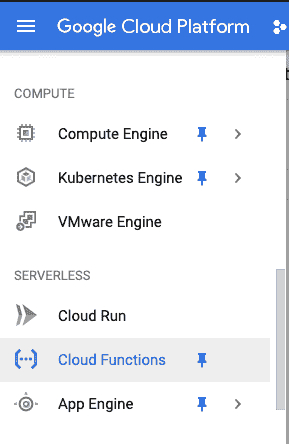 Google Cloud Platform
COMPUTE
Compute Engine
Kubernetes Engine
VMware Engine
SERVERLESS
Cloud Run
Cloud Functions
App Engine